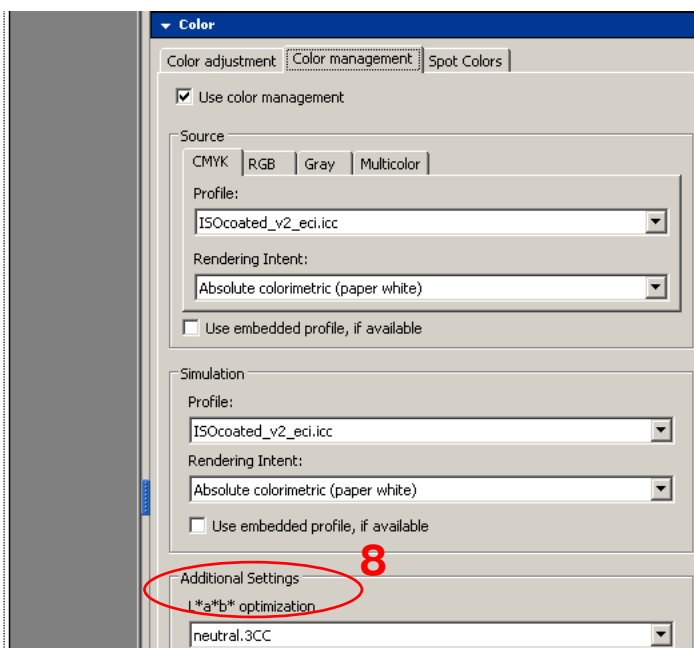 Color
Color adjustment Color management Spot Colors
Use color management
Source
CMYK RGB Gray Multicolor
Profile:
ISOcoated_v2_eci.icc
Rendering Intent:
Absolute colorimetric (paper white)
Use embedded profile, if available
Simulation
Profile:
ISOcoated_v2_eci.icc
Rendering Intent:
Absolute colorimetric (paper white)
Use embedded profile, if available
8
Additional Settings
L*a*b* optimization
neutral.3CC